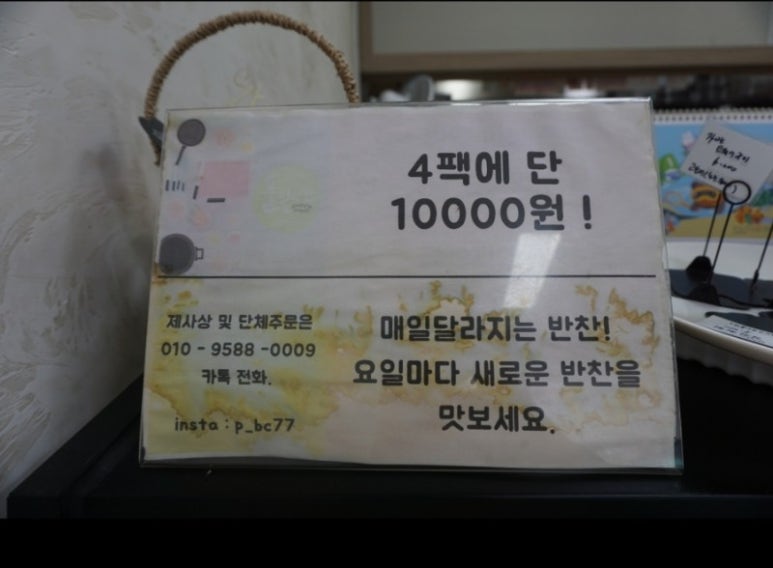 4팩에 단
10000원!
제사상 및 단체주문은
010 - 9588 -0009
카톡 전화.
insta : p_bc77
매일달라지는 반찬!
요일마다 새로운 반찬을
맛보세요.